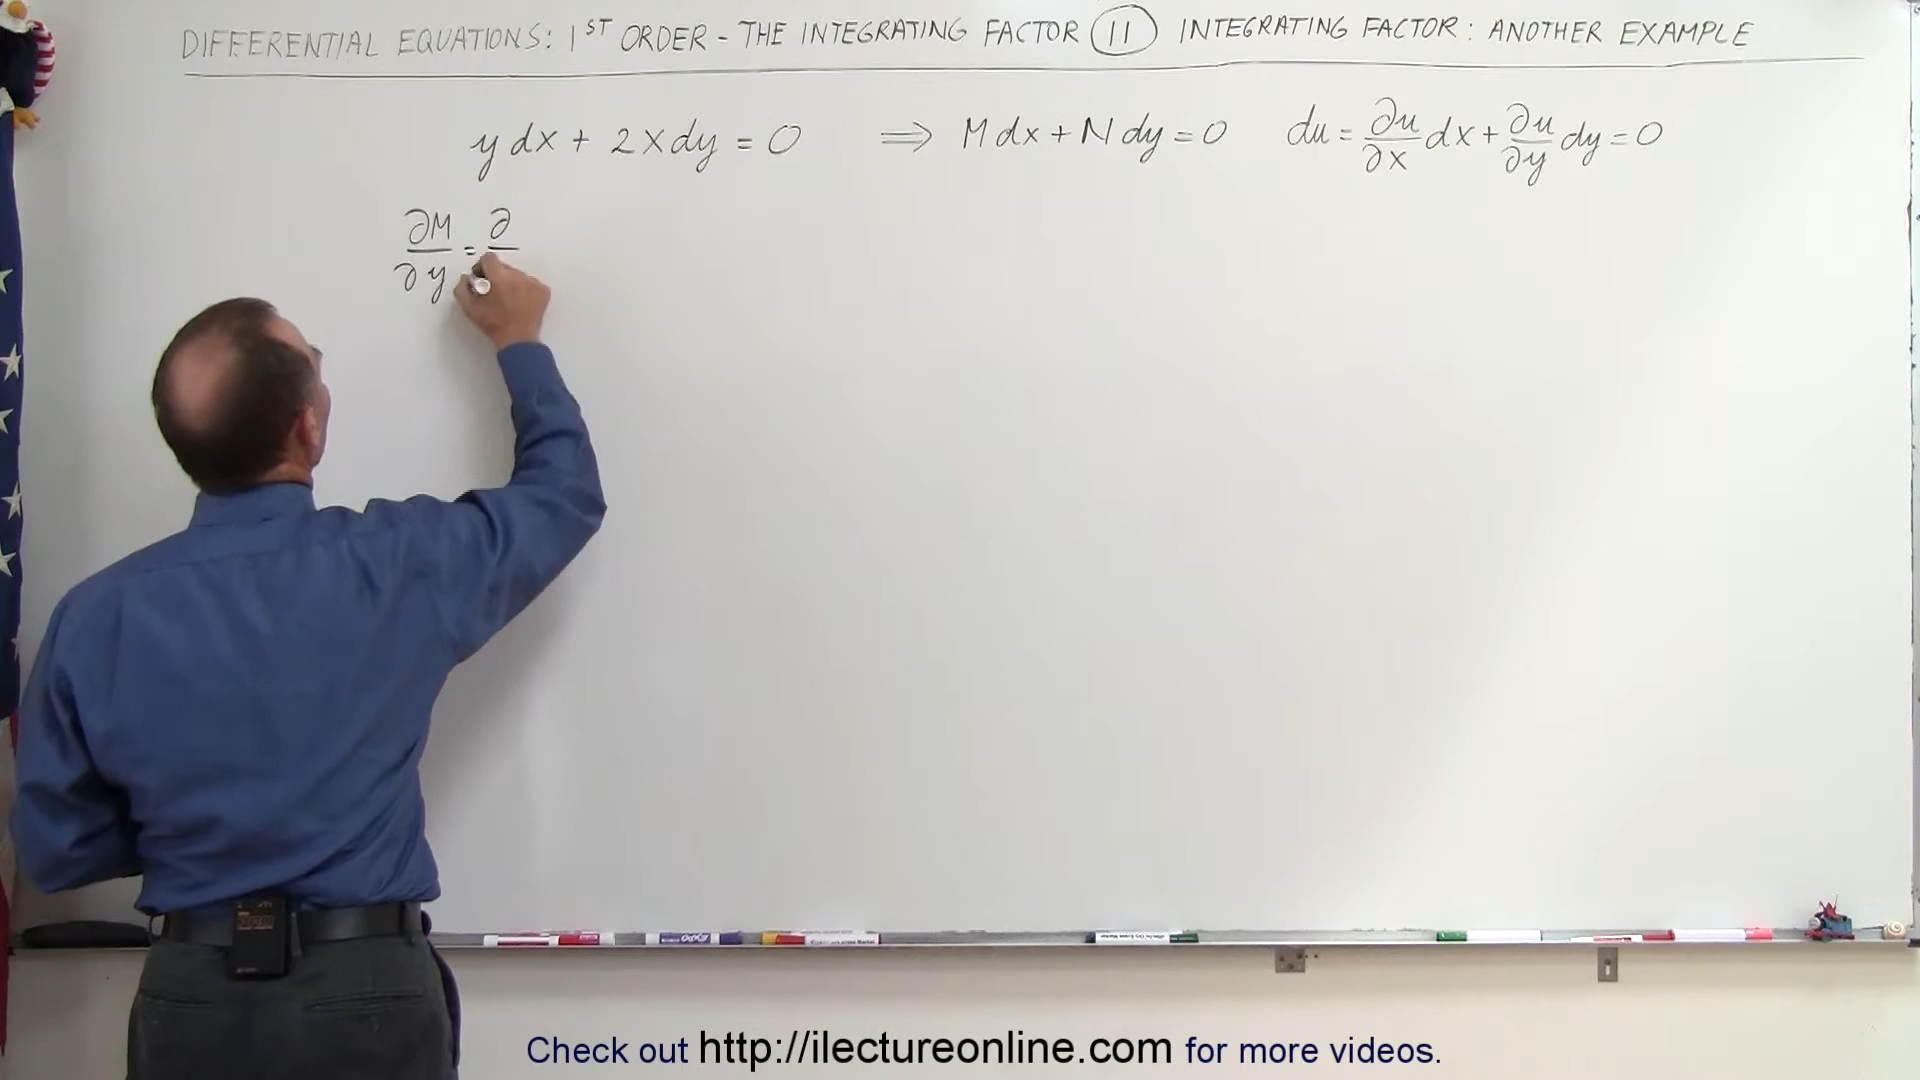 DIFFERENTIAL EQUATIONS: 1ST ORDER - THE INTEGRATING FACTOR 11 INTEGRATING FACTOR: ANOTHER EXAMPLE
y dx + 2x dy = 0 ⟹ M dx + N dy = 0 du = ∂u/∂x dx + ∂u/∂y dy = 0
∂M/∂y = ∂
Check out http://ilectureonline.com for more videos.